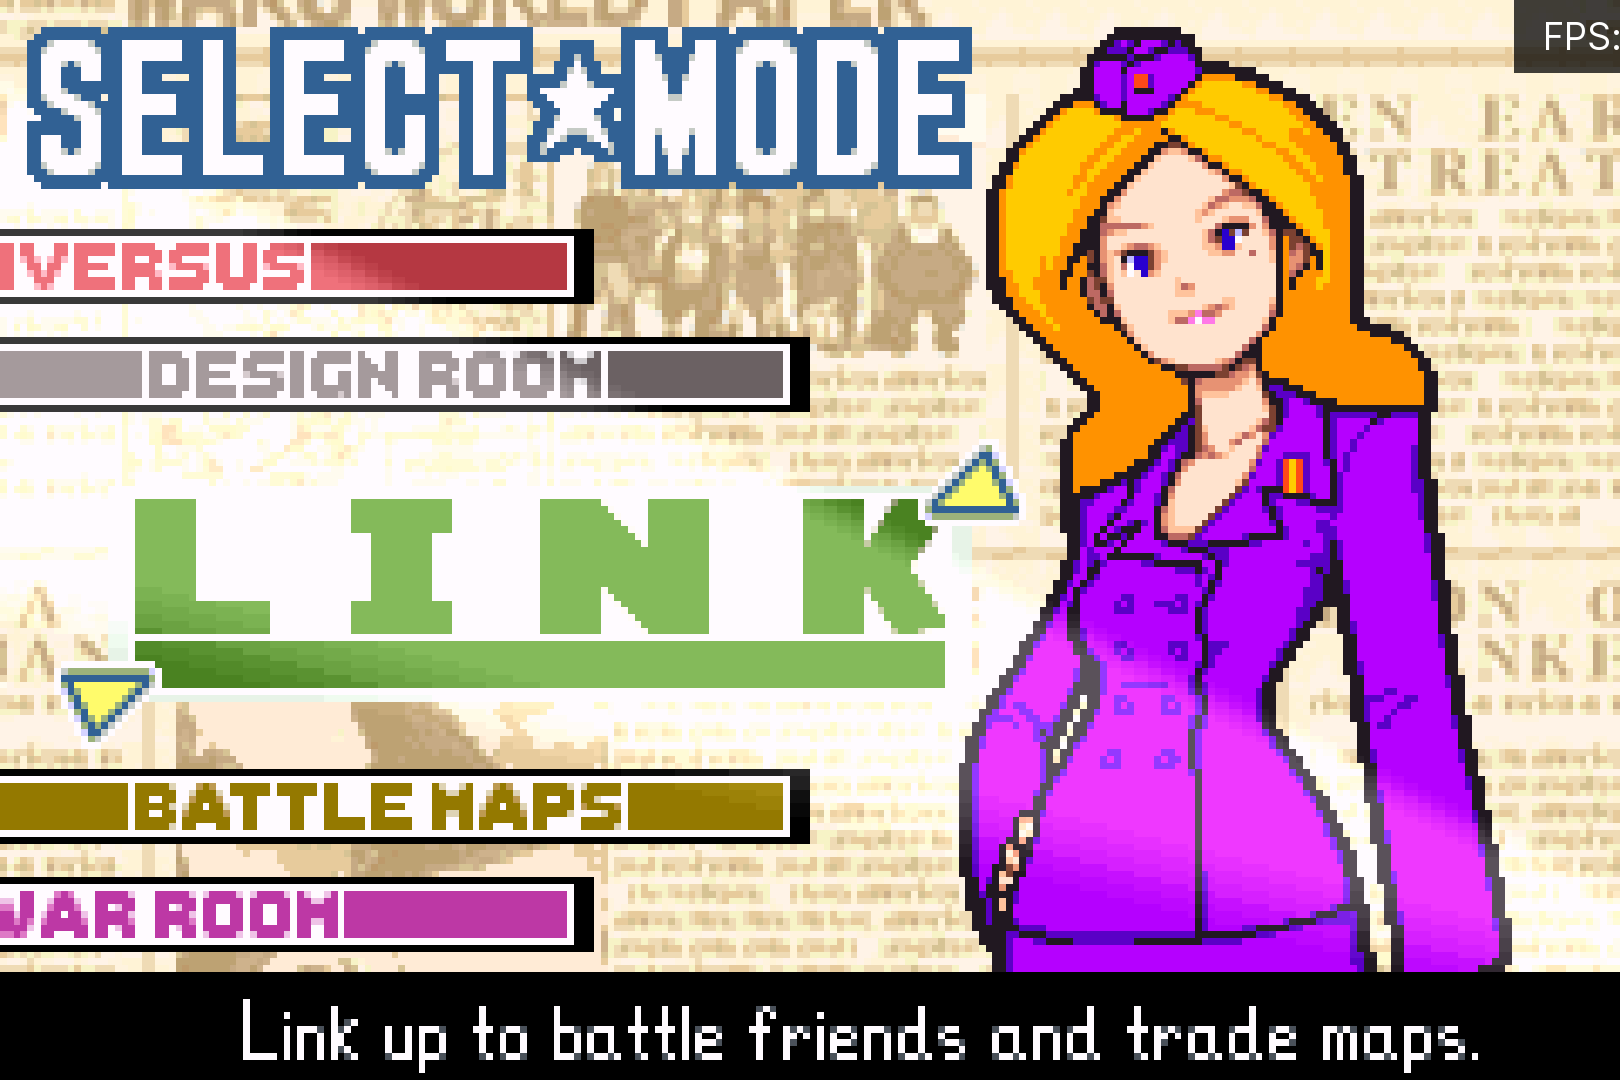 SELECT★MODE
FPS:
VERSUS
DESIGN ROOM
LINK
BATTLE MAPS
WAR ROOM
Link up to battle friends and trade maps.